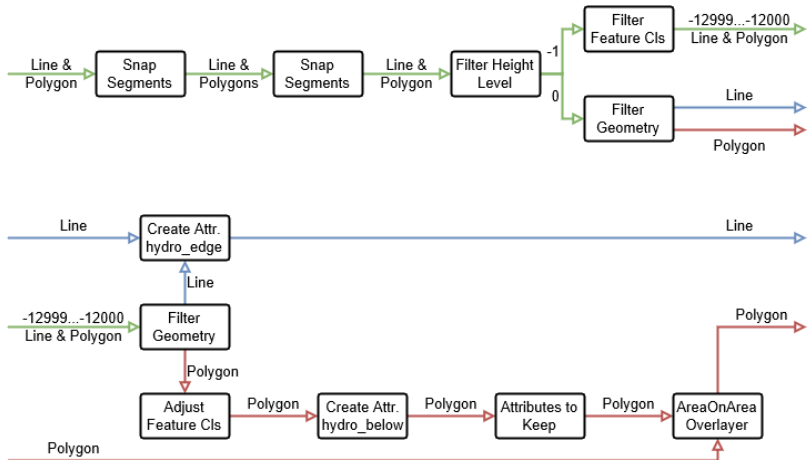 Filter
Feature Cls
-12999...-12000
Line & Polygon
Line &
Polygon
Snap
Segments
Line &
Polygons
Snap
Segments
Line &
Polygon
Filter Height
Level
-1
0
Filter
Geometry
Line
Polygon
Line
Create Attr.
hydro_edge
Line
Line
-12999...-12000
Line & Polygon
Filter
Geometry
Polygon
Polygon
Adjust
Feature Cls
Polygon
Create Attr.
hydro_below
Polygon
Attributes to
Keep
Polygon
AreaOnArea
Overlayer
Polygon